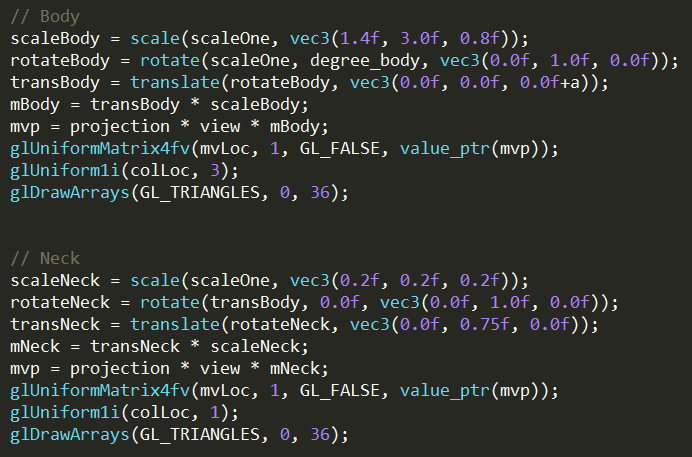 // Body
scaleBody = scale(scaleOne, vec3(1.4f, 3.0f, 0.8f));
rotateBody = rotate(scaleOne, degree_body, vec3(0.0f, 1.0f, 0.0f));
transBody = translate(rotateBody, vec3(0.0f, 0.0f, 0.0f+a));
mBody = transBody * scaleBody;
mvp = projection * view * mBody;
glUniformMatrix4fv(mvLoc, 1, GL_FALSE, value_ptr(mvp));
glUniform1i(colLoc, 3);
glDrawArrays(GL_TRIANGLES, 0, 36);
// Neck
scaleNeck = scale(scaleOne, vec3(0.2f, 0.2f, 0.2f));
rotateNeck = rotate(transBody, 0.0f, vec3(0.0f, 1.0f, 0.0f));
transNeck = translate(rotateNeck, vec3(0.0f, 0.75f, 0.0f));
mNeck = transNeck * scaleNeck;
mvp = projection * view * mNeck;
glUniformMatrix4fv(mvLoc, 1, GL_FALSE, value_ptr(mvp));
glUniform1i(colLoc, 1);
glDrawArrays(GL_TRIANGLES, 0, 36);